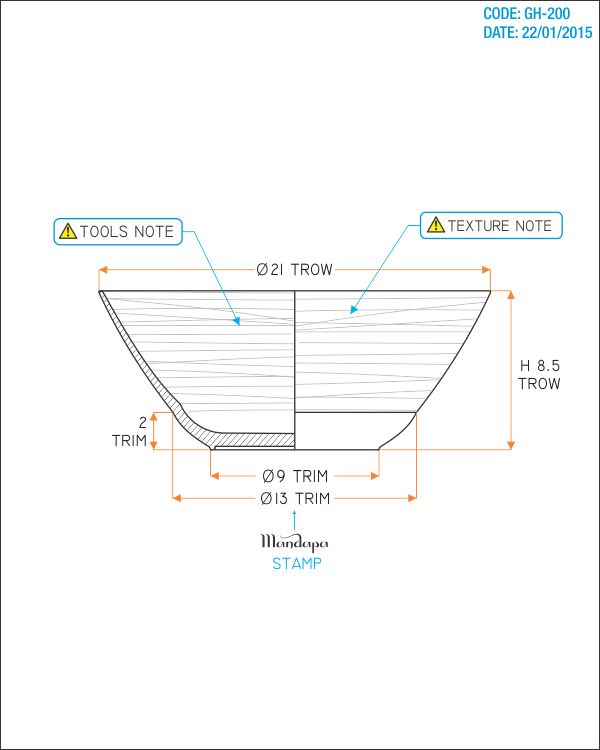 CODE: GH-200
DATE: 22/01/2015
TOOLS NOTE
TEXTURE NOTE
Ø21 TROW
H 8.5
TROW
2
TRIM
Ø9 TRIM
Ø13 TRIM
Mandapa
STAMP